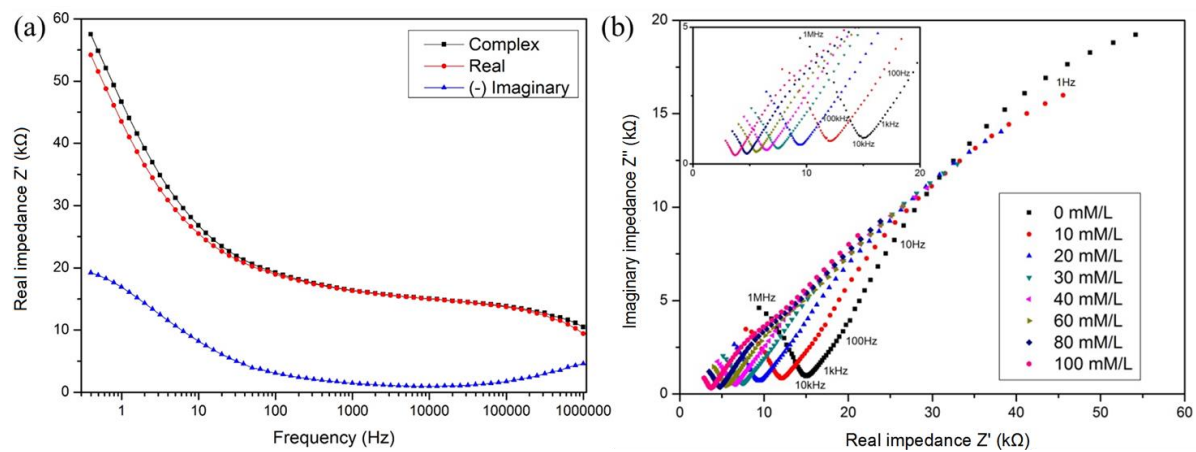 (a)
60
50
40
30
20
10
0
Real impedance Z' (kΩ)
Complex
Real
(-) Imaginary
1
10
100
1000
10000
100000
1000000
Frequency (Hz)
(b)
20
15
10
5
0
Imaginary impedance Z'' (kΩ)
5
0
0
5
10
15
20
1MHz
100Hz
100kHz
1kHz
10kHz
1Hz
10Hz
1MHz
100Hz
1kHz
10kHz
0 mM/L
10 mM/L
20 mM/L
30 mM/L
40 mM/L
60 mM/L
80 mM/L
100 mM/L
0
10
20
30
40
50
60
Real impedance Z' (kΩ)